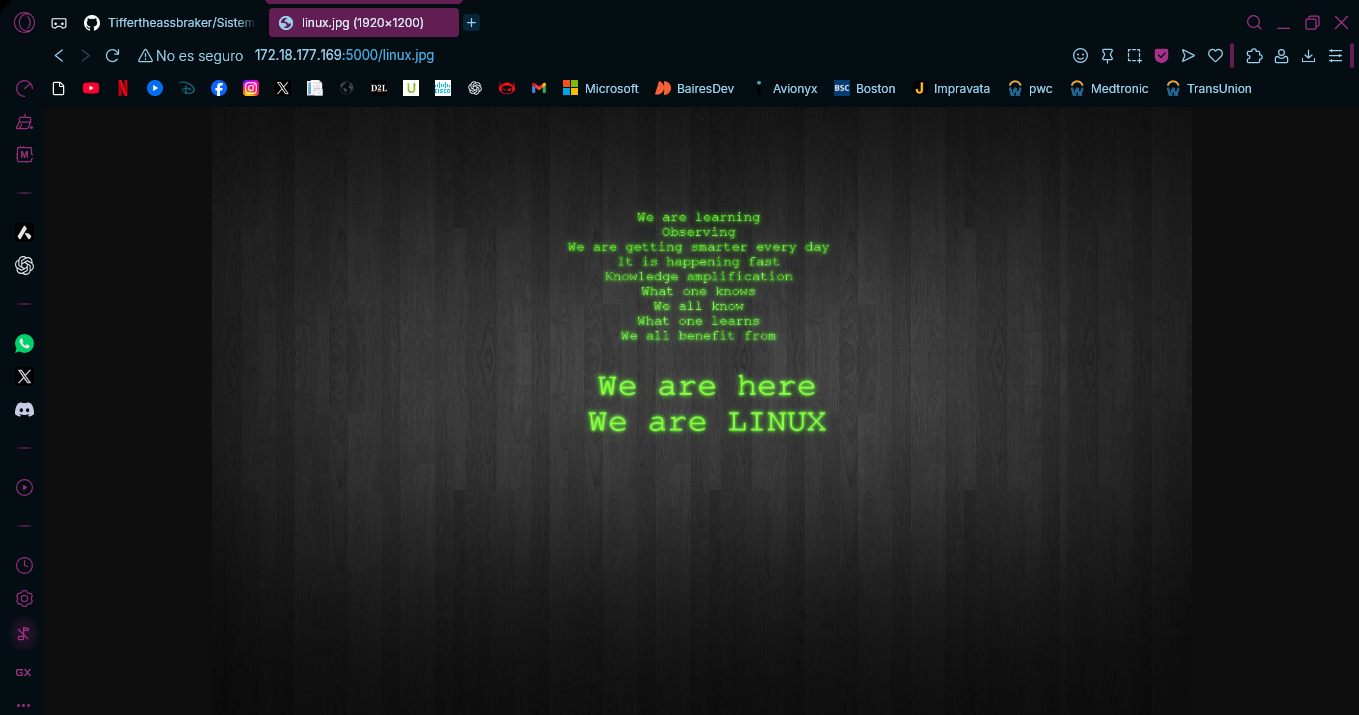 Tiffertheassbraker/Sistem
linux.jpg (1920×1200)
No es seguro
172.18.177.169:5000/linux.jpg
D2L
U
CISCO
Microsoft
BairesDev
Avionyx
BSC
Boston
J
Impravata
pwc
Medtronic
TransUnion
M
We are learning
Observing
We are getting smarter every day
It is happening fast
Knowledge amplification
What one knows
We all know
What one learns
We all benefit from
We are here
We are LINUX
GX